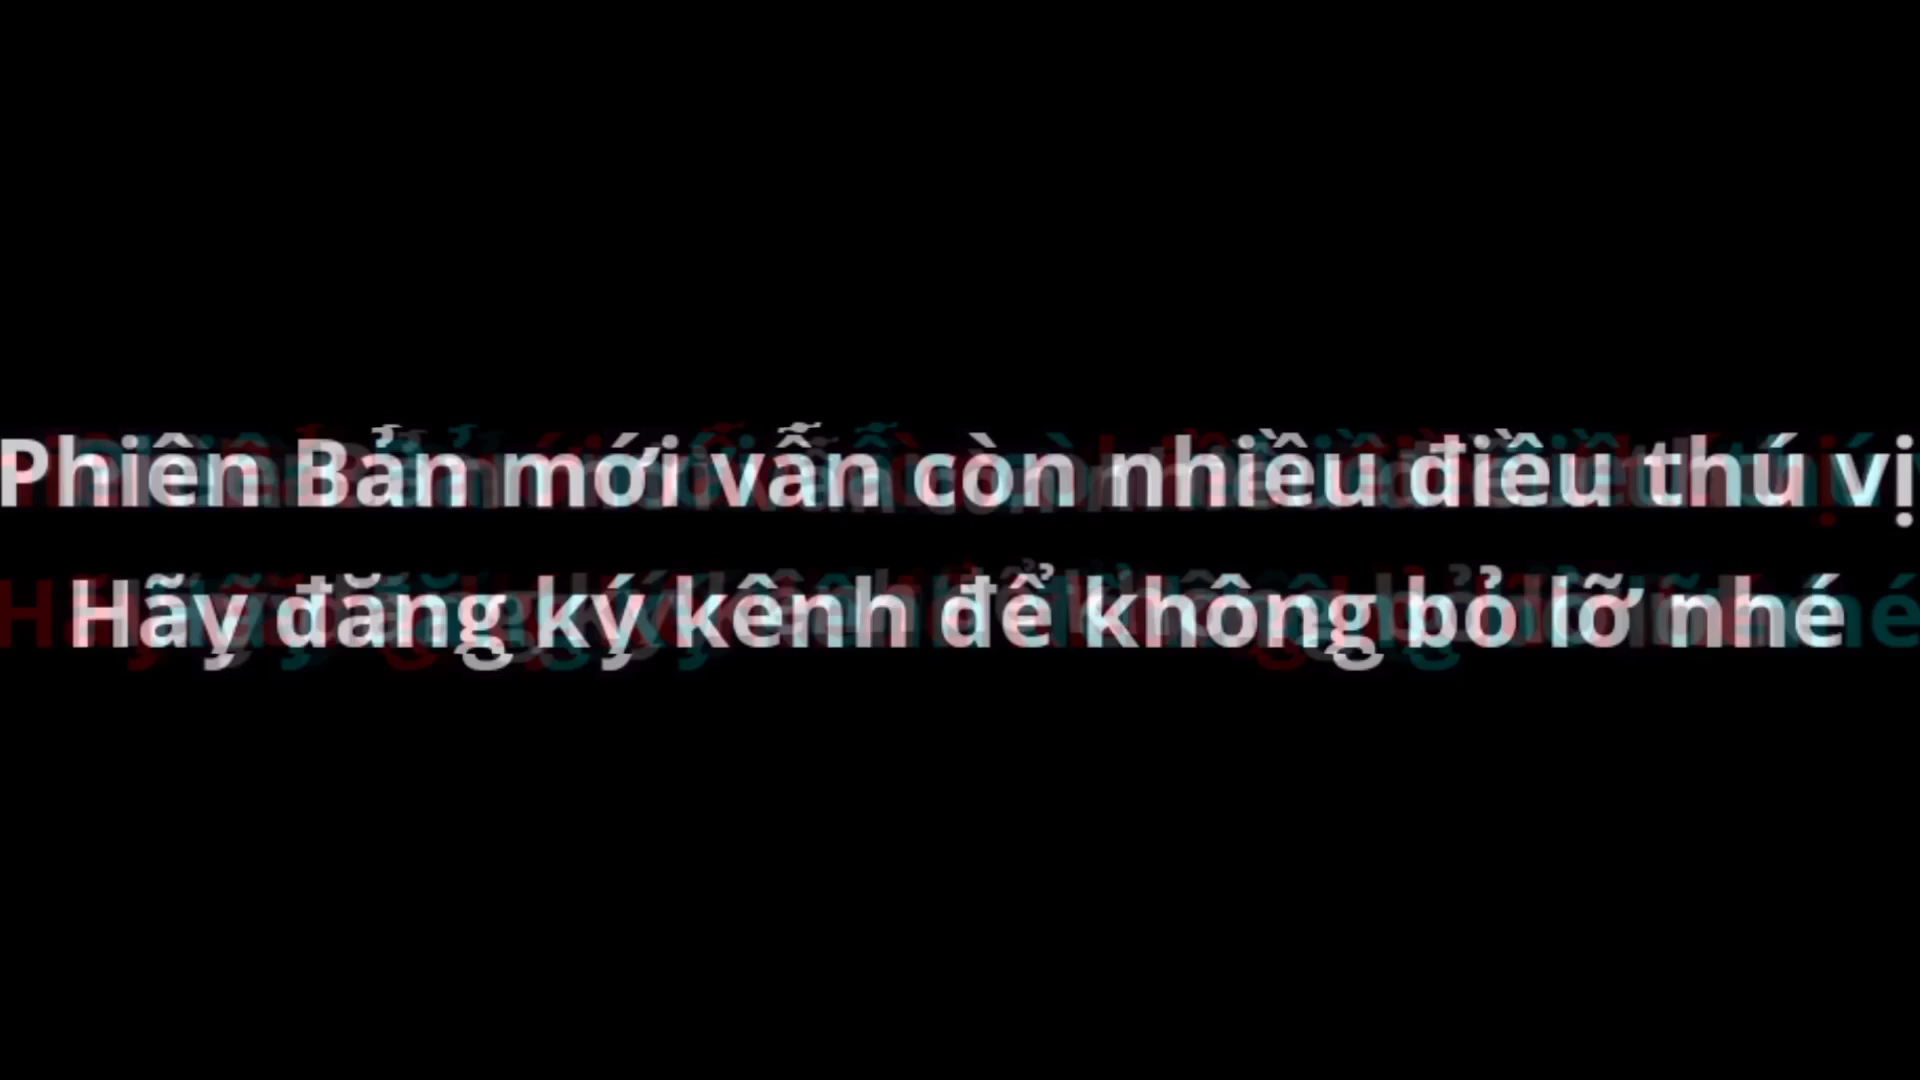 Phiên Bản mới vẫn còn nhiều điều thú vị
Hãy đăng ký kênh để không bỏ lỡ nhé